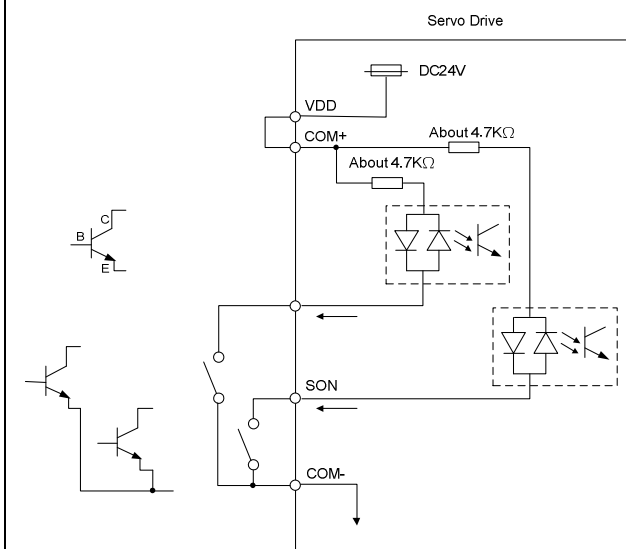 Servo Drive
DC24V
VDD
COM+
About 4.7KΩ
About 4.7KΩ
C
B
E
SON
COM-